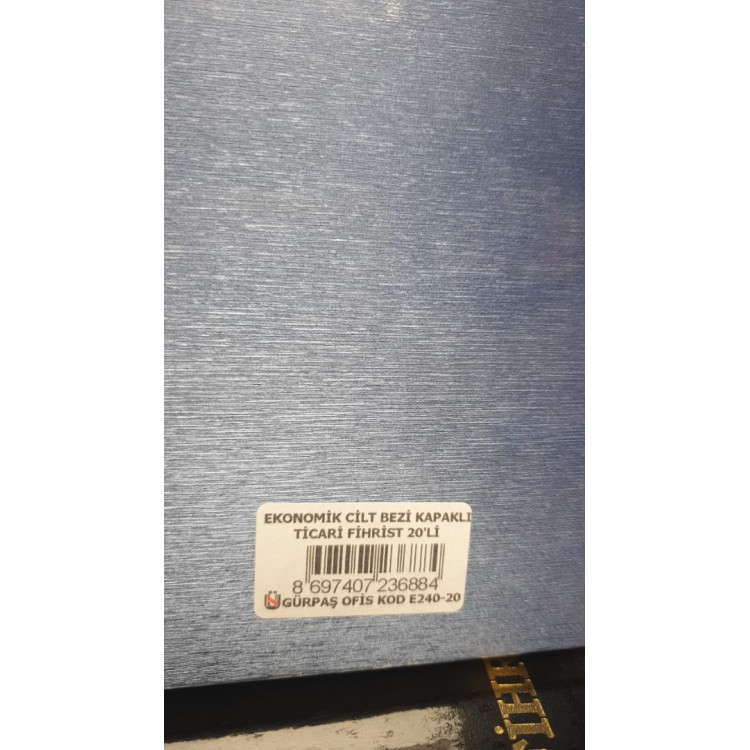 EKONOMİK CİLT BEZİ KAPAKLI
TİCARİ FİHRİST 20'Lİ
8 697407 236884
GÜRPAŞ OFİS KOD E240-20